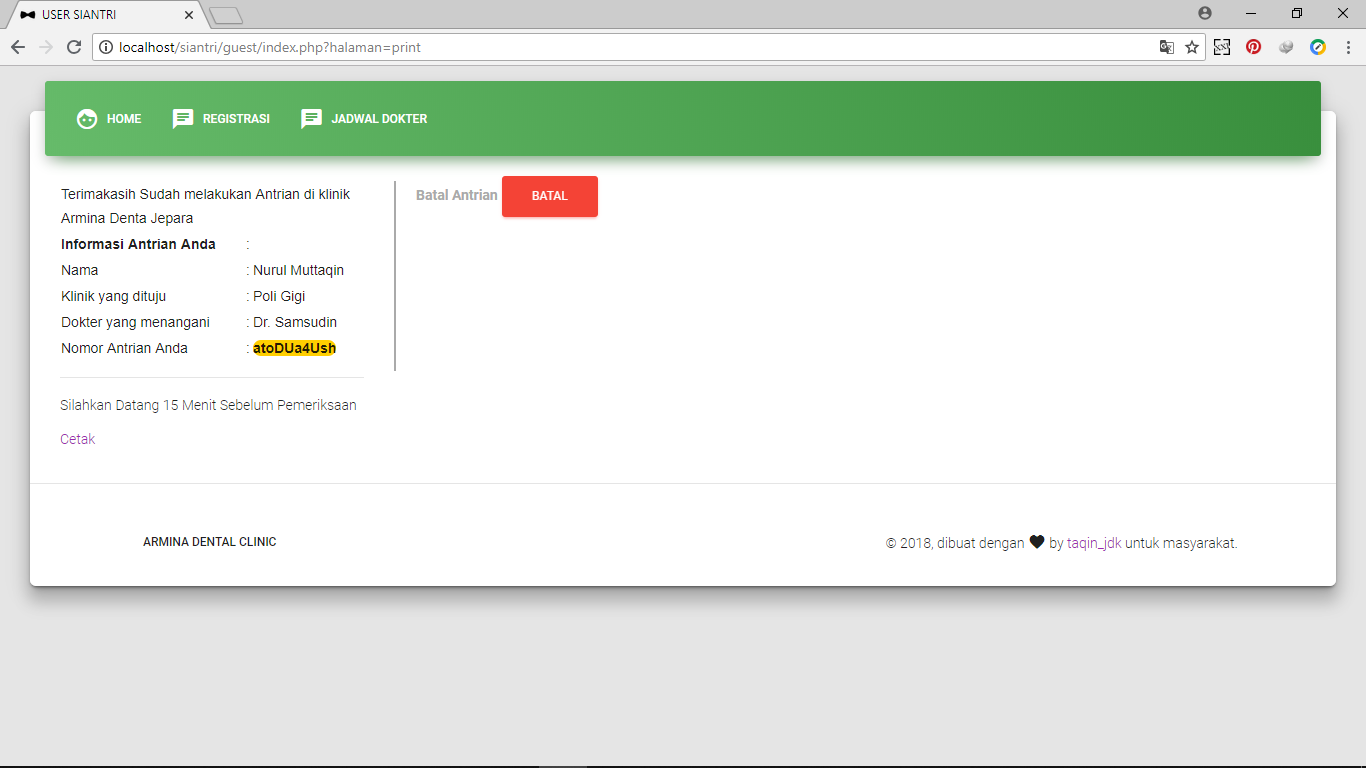 USER SIANTRI
localhost/siantri/guest/index.php?halaman=print
HOME
REGISTRASI
JADWAL DOKTER
Terimakasih Sudah melakukan Antrian di klinik
Armina Denta Jepara
Informasi Antrian Anda :
Nama : Nurul Muttaqin
Klinik yang dituju : Poli Gigi
Dokter yang menangani : Dr. Samsudin
Nomor Antrian Anda : atoDUa4Ush
Batal Antrian BATAL
Silahkan Datang 15 Menit Sebelum Pemeriksaan
Cetak
ARMINA DENTAL CLINIC
© 2018, dibuat dengan by taqin_jdk untuk masyarakat.